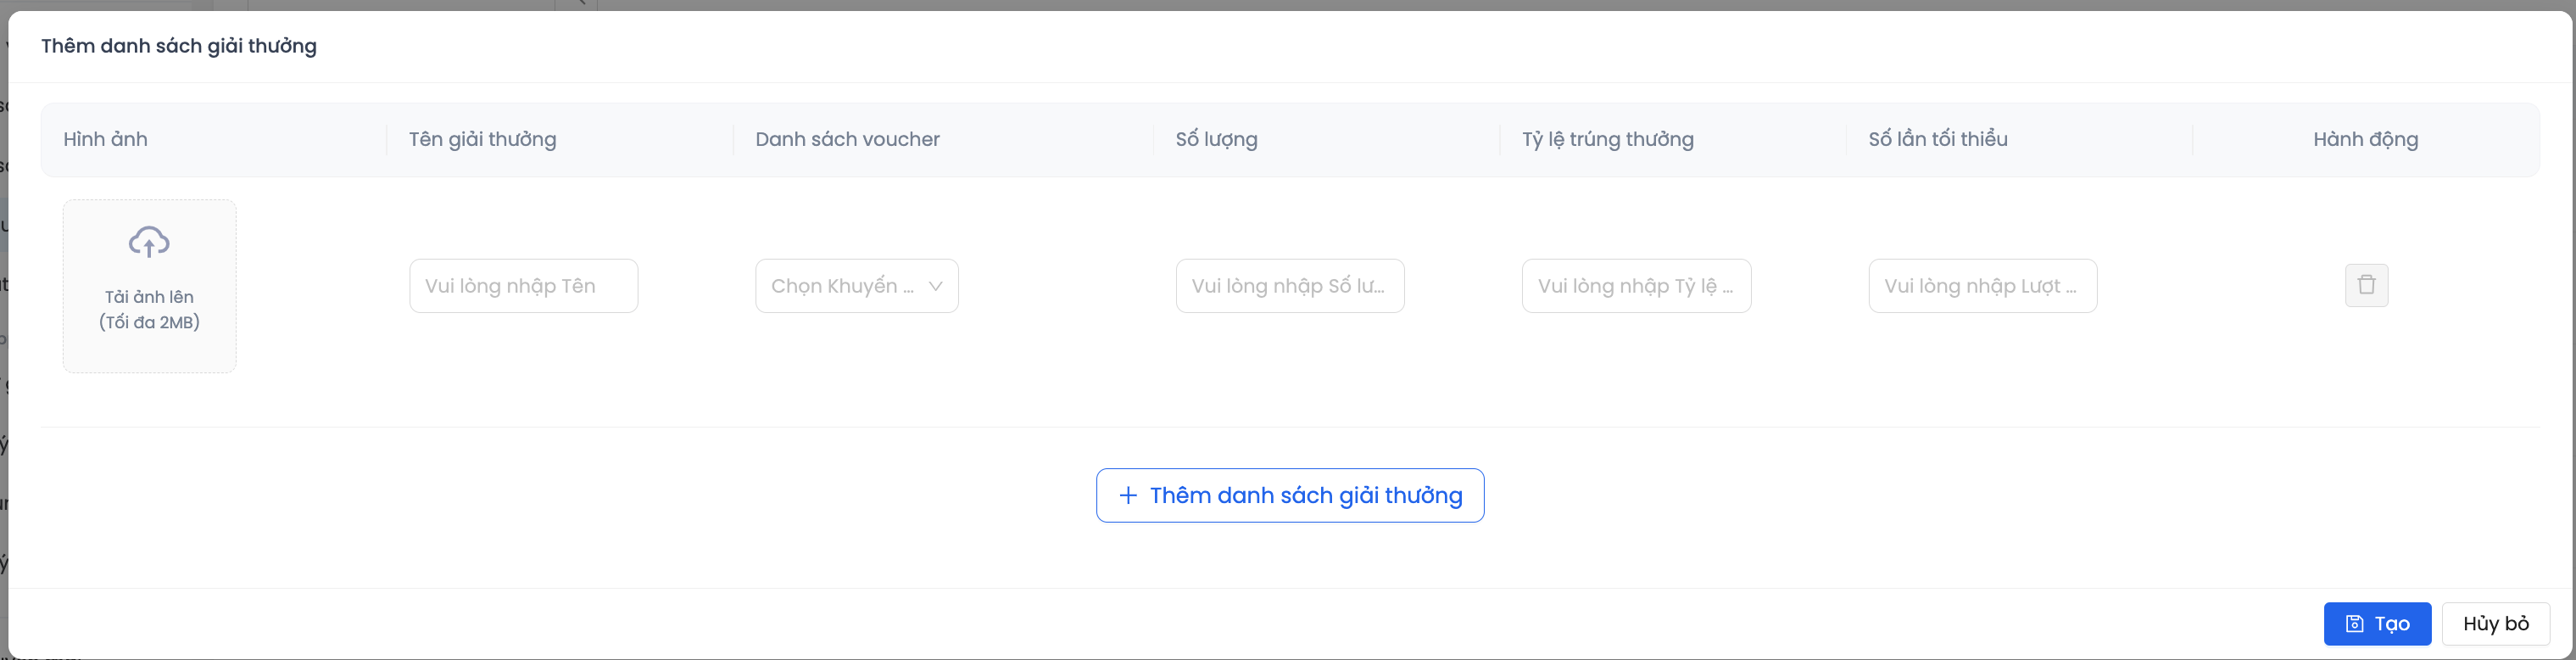 Thêm danh sách giải thưởng
Hình ảnh
Tên giải thưởng
Danh sách voucher
Số lượng
Tỷ lệ trúng thưởng
Số lần tối thiểu
Hành động
Tải ảnh lên
(Tối đa 2MB)
Vui lòng nhập Tên
Chọn Khuyến ...
Vui lòng nhập Số lư...
Vui lòng nhập Tỷ lệ ...
Vui lòng nhập Lượt ...
Thêm danh sách giải thưởng
Tạo
Hủy bỏ